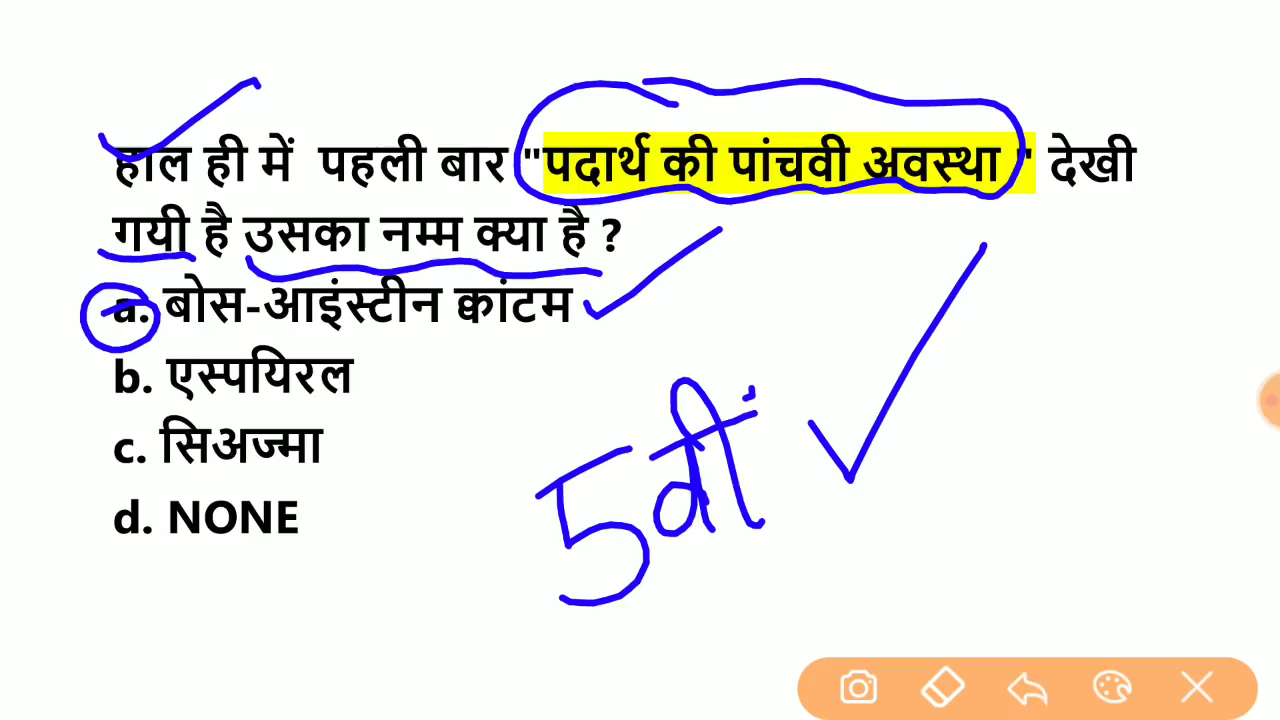 हाल ही में पहली बार "पदार्थ की पांचवी अवस्था " देखी
गयी है उसका नम्म क्या है ?
a. बोस-आइंस्टीन क्वांटम
b. एस्पयिरल
c. सिअज्मा
d. NONE
5वीं